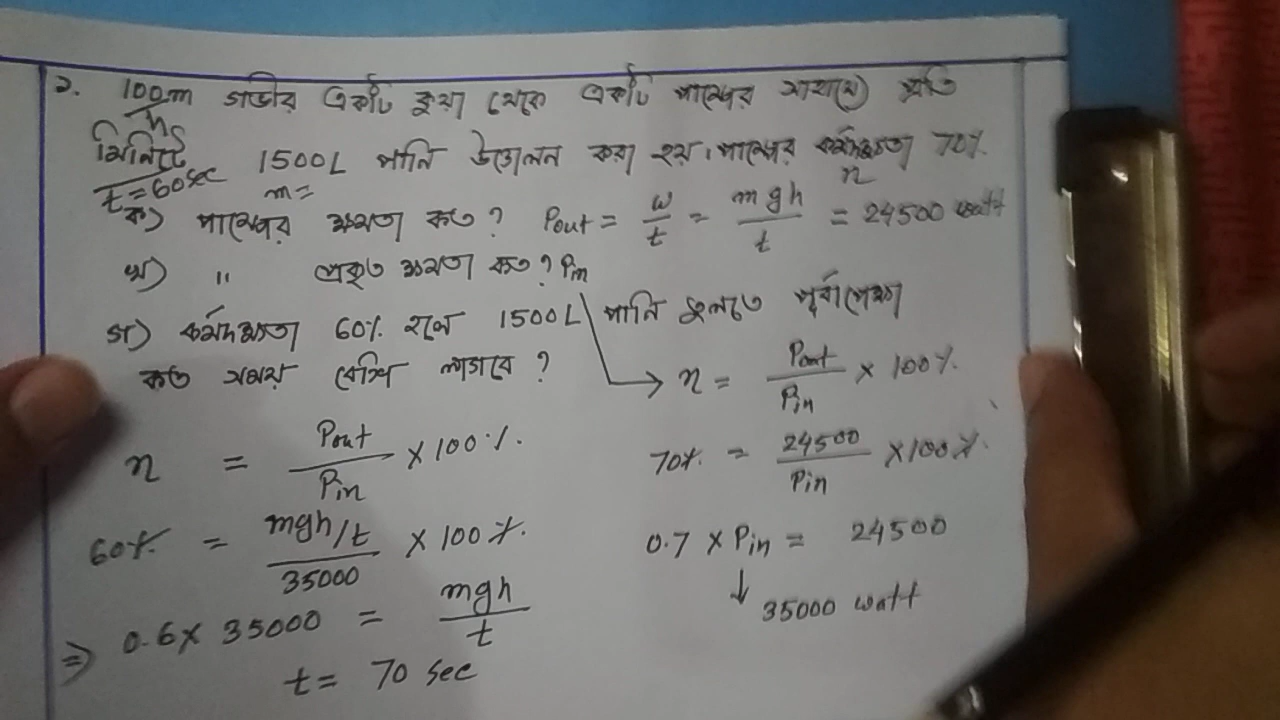 ১. 100m গভীর একটি কুয়া থেকে একটি পাম্পের সাহায্যে প্রতি
h
মিনিটে 1500L পানি উত্তোলন করা হয়। পাম্পের কর্মদক্ষতা 70%.
t=60sec m= n
ক) পাম্পের ক্ষমতা কত? Pout = w/t = mgh/t = 24500 watt
খ) " প্রকৃত ক্ষমতা কত? Pin
গ) কর্মদক্ষতা 60% হলে 1500L পানি তুলতে পূর্বাপেক্ষা
কত সময় বেশি লাগবে?
n = Pout/Pin × 100%.
70%. = 24500/Pin × 100%.
0.7 × Pin = 24500
↓ 35000 watt
n = Pout/Pin × 100%.
60% = mgh/t/35000 × 100%.
⇒ 0.6 × 35000 = mgh/t
t = 70 sec